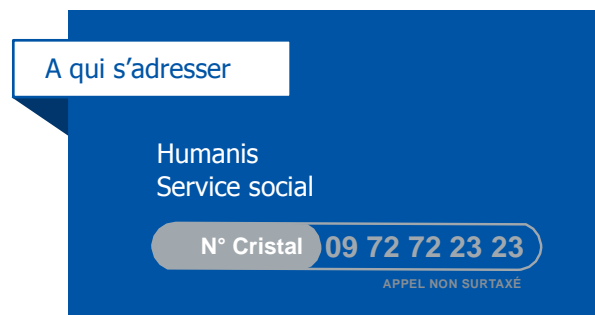 A qui s'adresser
Humanis
Service social
N° Cristal 09 72 72 23 23
APPEL NON SURTAXÉ